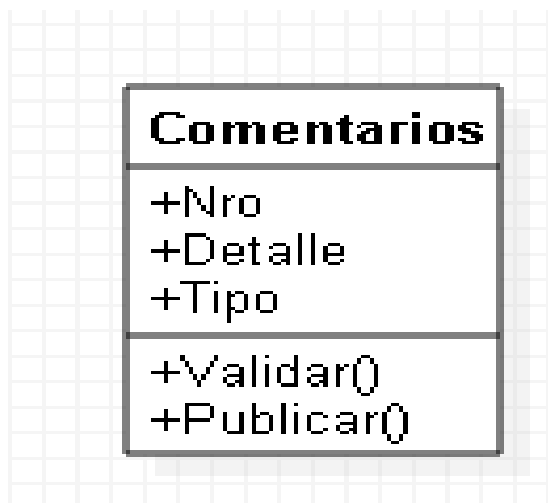 Comentarios
+Nro
+Detalle
+Tipo
+Validar()
+Publicar()